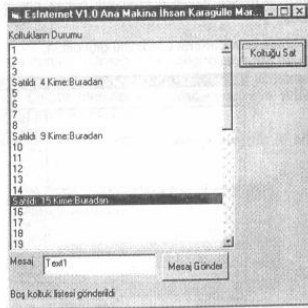 EsInternet V1.0 Ana Makina İhsan Karagülle Mar...
Koltukların Durumu
1
2
3
Satıldı 4 Kime:Buradan
5
6
7
8
Satıldı 9 Kime:Buradan
10
11
12
13
14
Satıldı 15 Kime:Buradan
16
17
18
19
Koltuğu Sat
Mesaj
Text1
Mesaj Gönder
Boş koltuk listesi gönderildi